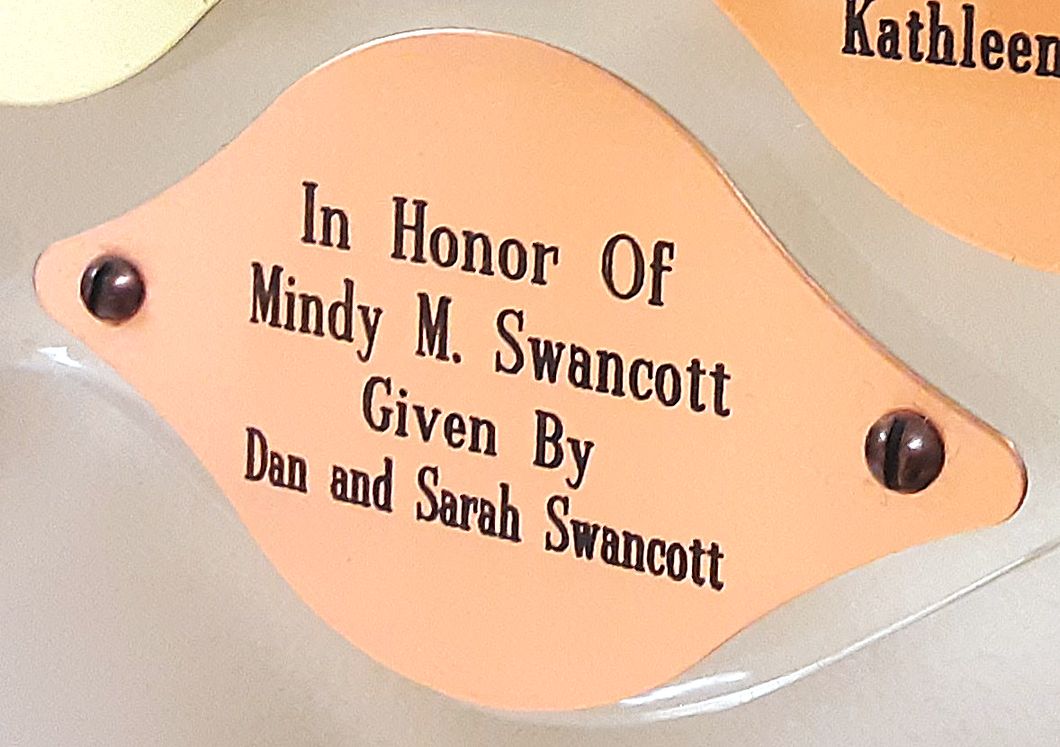 Kathleen
In Honor Of
Mindy M. Swancott
Given By
Dan and Sarah Swancott